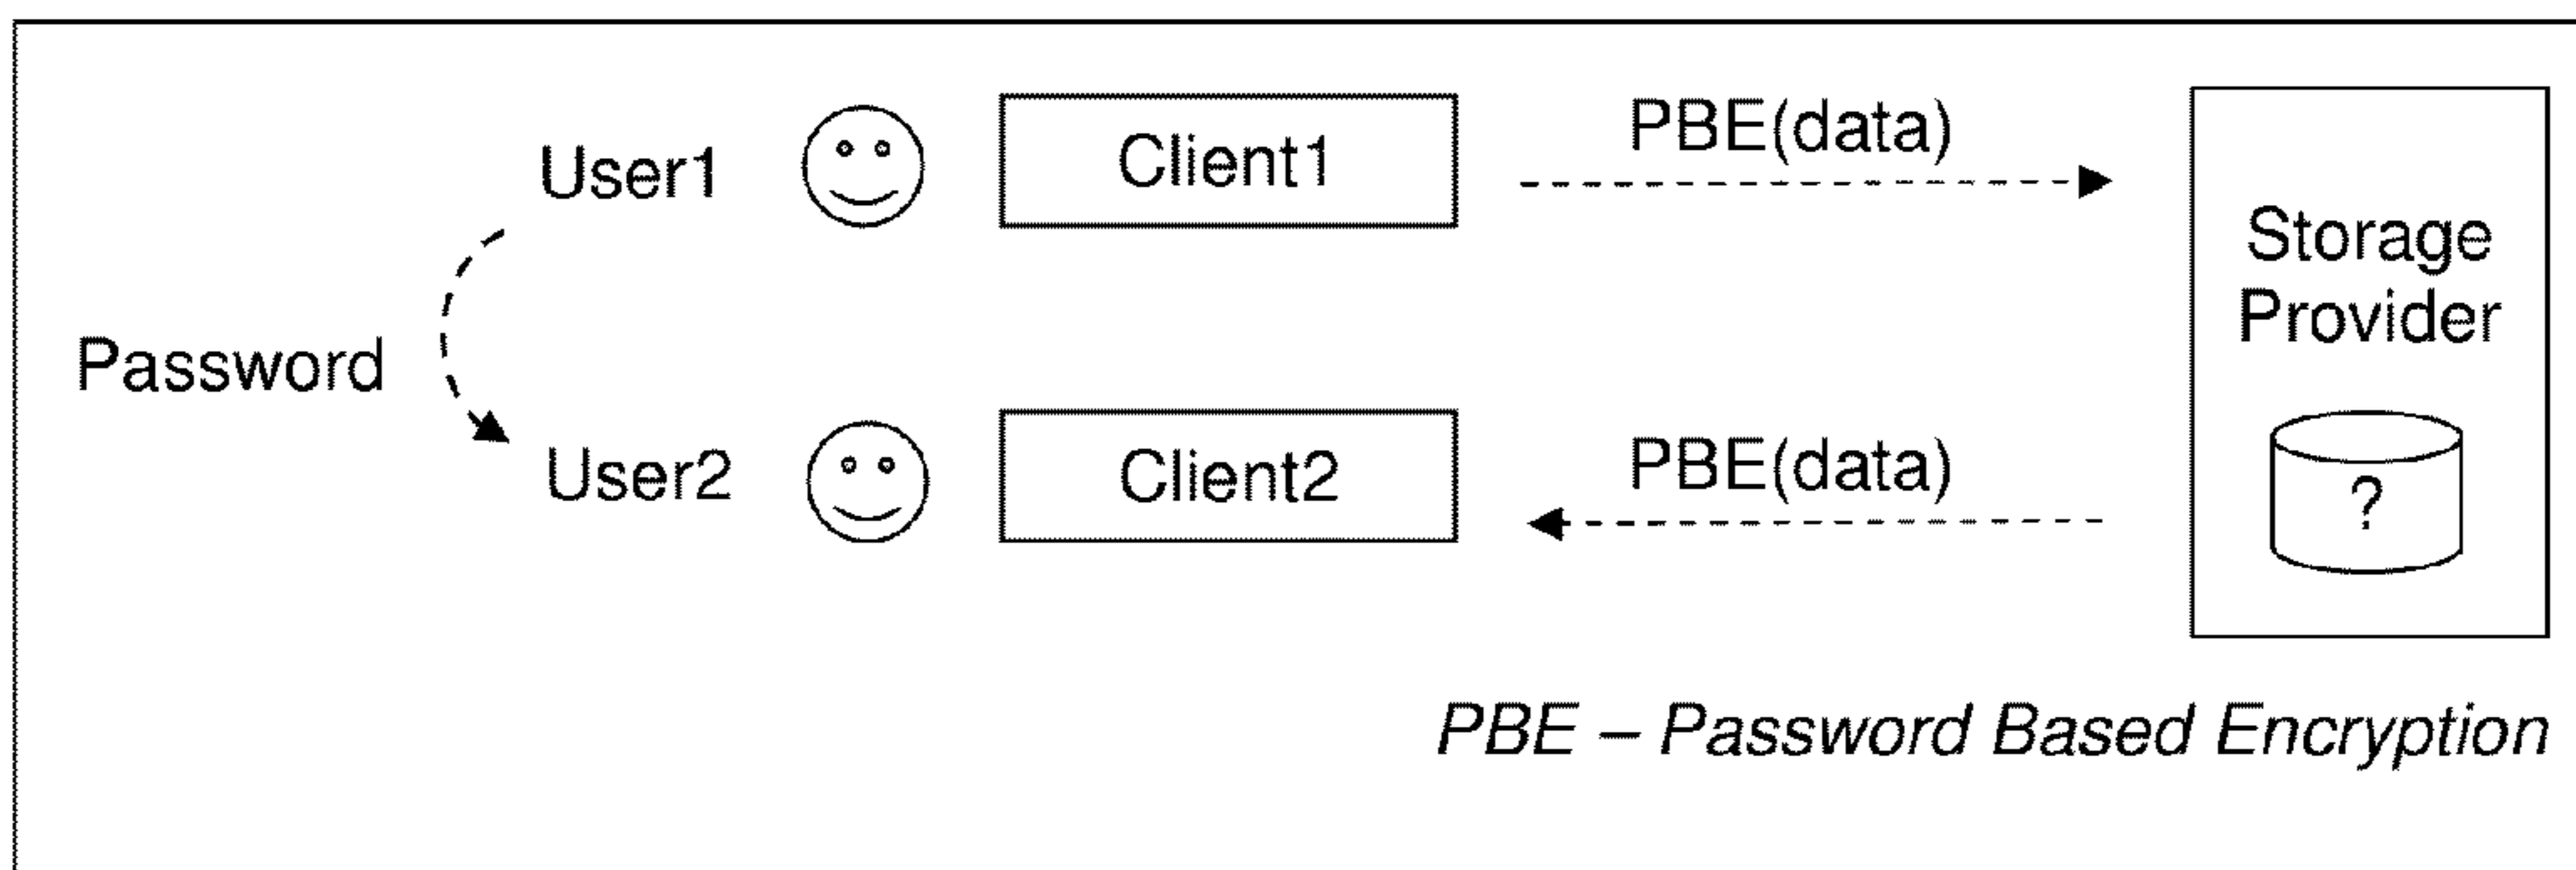 User1
Client1
PBE(data)
Storage
Provider
Password
User2
Client2
PBE(data)
?
PBE – Password Based Encryption